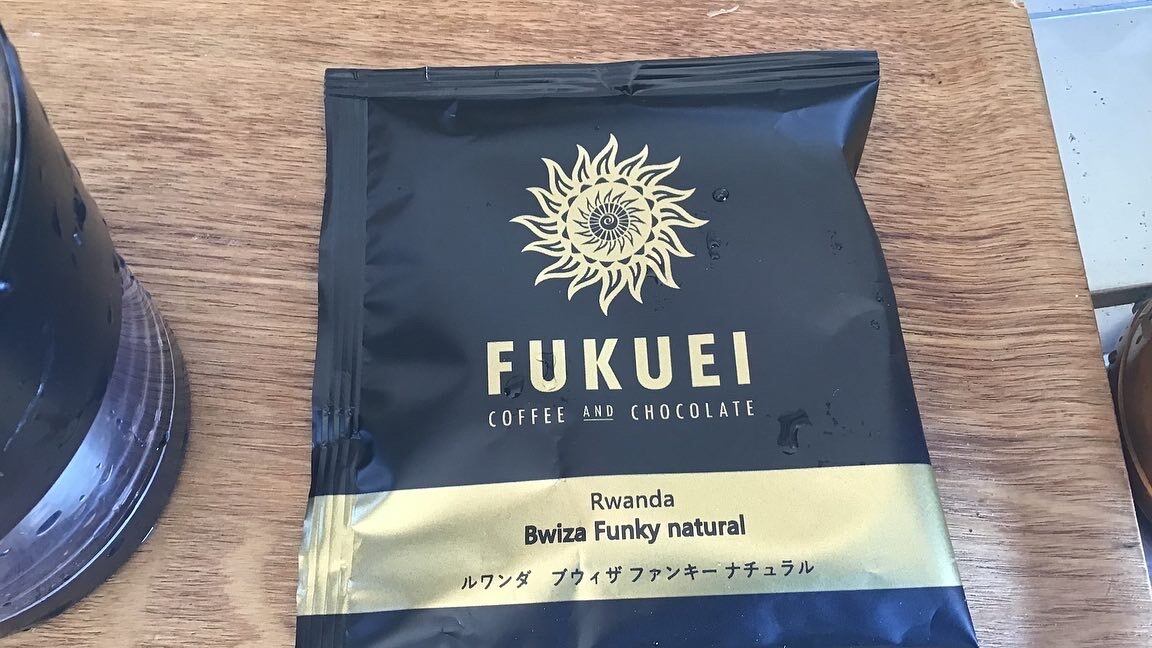 FUKUEI
COFFEE AND CHOCOLATE
Rwanda
Bwiza Funky natural
ルワンダ　ブウィザ ファンキー ナチュラル